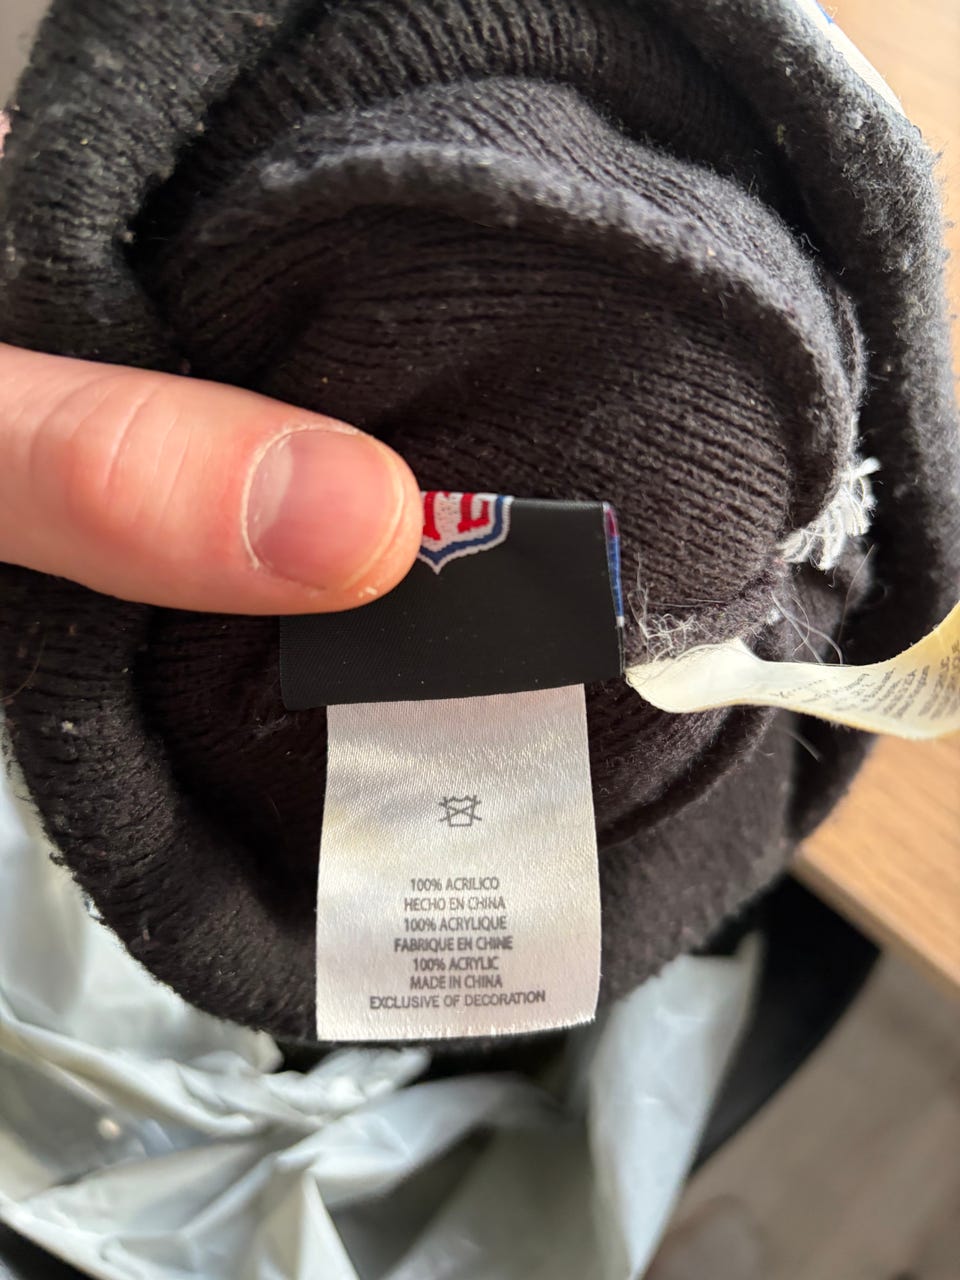 100% ACRILICO
HECHO EN CHINA
100% ACRYLIQUE
FABRIQUE EN CHINE
100% ACRYLIC
MADE IN CHINA
EXCLUSIVE OF DECORATION